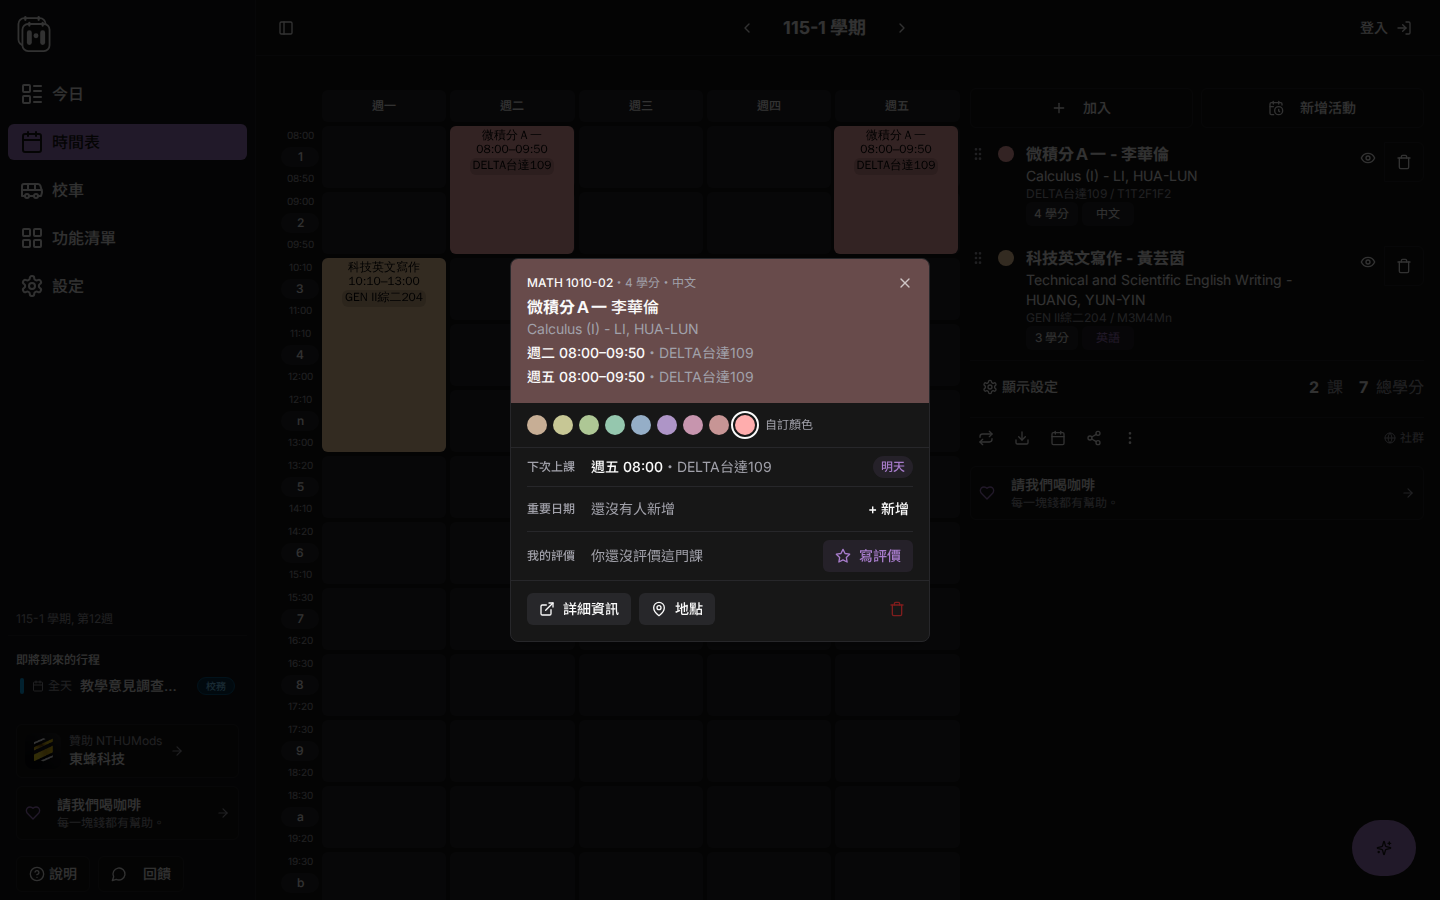 115-1 學期
登入
今日
時間表
校車
功能清單
設定
115-1 學期, 第12週
即將到來的行程
全天 教學意見調查... 校務
贊助 NTHUMods
東蜂科技
請我們喝咖啡
每一塊錢都有幫助。
說明
回饋
週一 週二 週三 週四 週五
08:00
1
08:50
09:00
2
09:50
10:10
3
11:00
11:10
4
12:00
12:10
n
13:00
13:20
5
14:10
14:20
6
15:10
15:30
7
16:20
16:30
8
17:20
17:30
9
18:20
18:30
a
19:20
19:30
b
微積分A一
08:00–09:50
DELTA台達109
微積分A一
08:00–09:50
DELTA台達109
科技英文寫作
10:10–13:00
GEN II綜二204
MATH 1010-02 • 4 學分 • 中文
微積分A一 李華倫
Calculus (I) - LI, HUA-LUN
週二 08:00–09:50 • DELTA台達109
週五 08:00–09:50 • DELTA台達109
自訂顏色
下次上課 週五 08:00 • DELTA台達109 明天
重要日期 還沒有人新增 + 新增
我的評價 你還沒評價這門課 寫評價
詳細資訊 地點
加入
新增活動
微積分A一 - 李華倫
Calculus (I) - LI, HUA-LUN
DELTA台達109 / T1T2F1F2
4 學分 中文
科技英文寫作 - 黃芸茵
Technical and Scientific English Writing -
HUANG, YUN-YIN
GEN II綜二204 / M3M4Mn
3 學分 英語
顯示設定 2 課 7 總學分
社群
請我們喝咖啡
每一塊錢都有幫助。